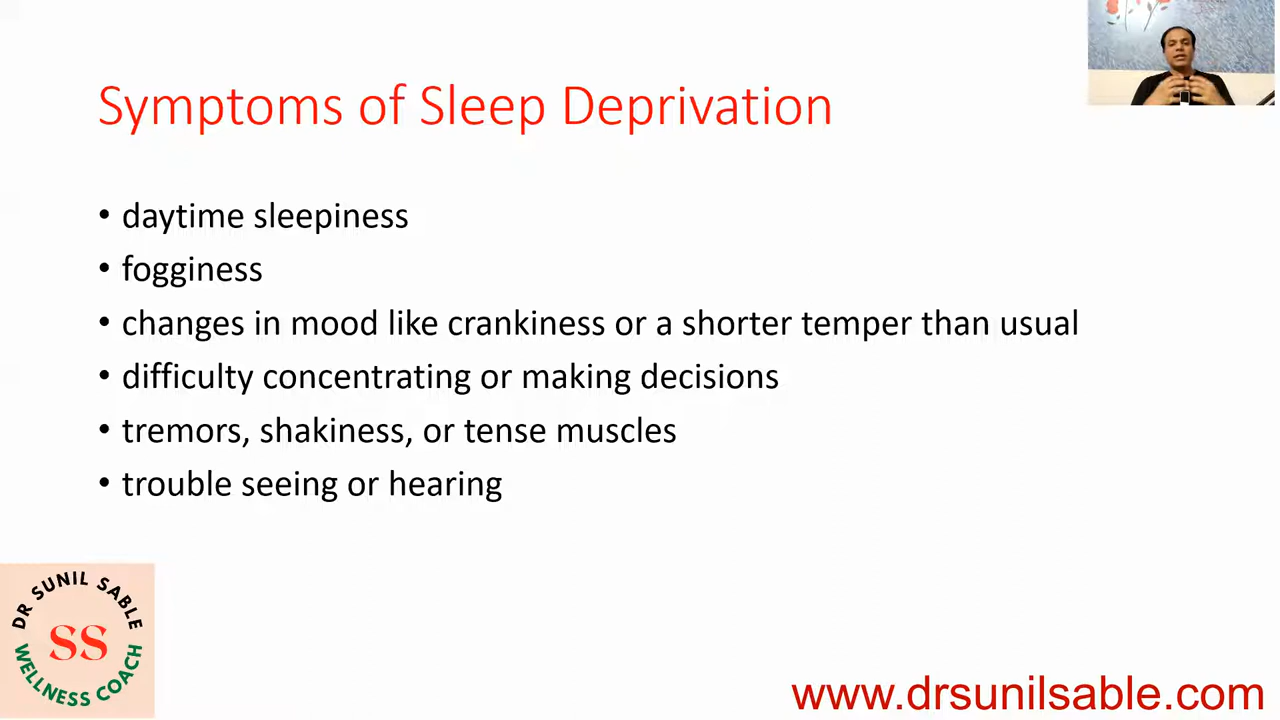 Symptoms of Sleep Deprivation
• daytime sleepiness
• fogginess
• changes in mood like crankiness or a shorter temper than usual
• difficulty concentrating or making decisions
• tremors, shakiness, or tense muscles
• trouble seeing or hearing
DR SUNIL SABLE
SS
WELLNESS COACH
www.drsunilsable.com